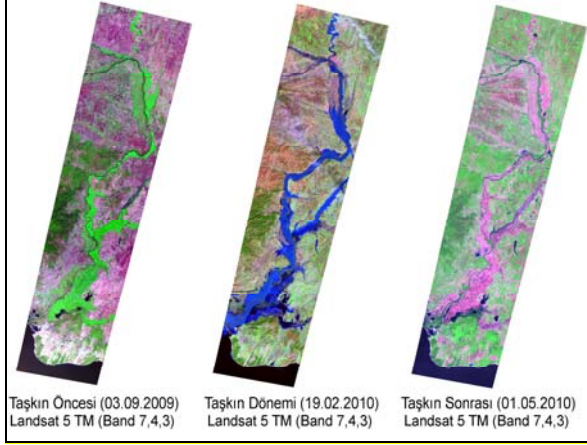 Taşkın Öncesi (03.09.2009)
Landsat 5 TM (Band 7,4,3)
Taşkın Dönemi (19.02.2010)
Landsat 5 TM (Band 7,4,3)
Taşkın Sonrası (01.05.2010)
Landsat 5 TM (Band 7,4,3)